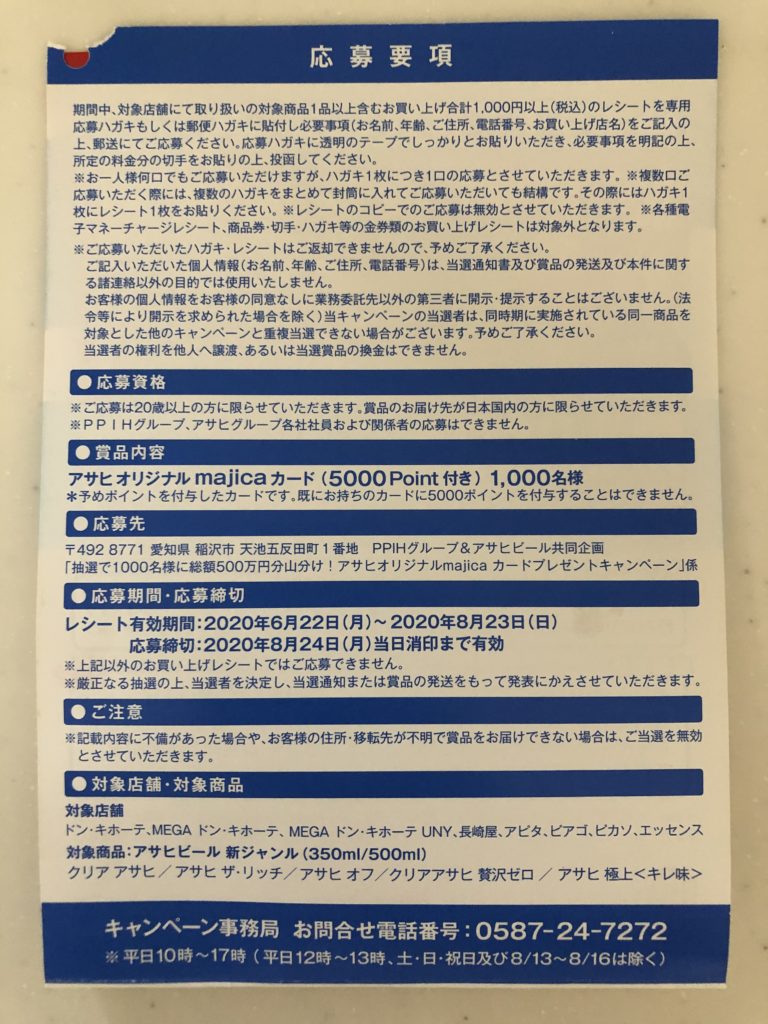 応募要項
期間中、対象店舗にて取り扱いの対象商品1品以上含むお買い上げ合計1,000円以上(税込)のレシートを専用
応募ハガキもしくは郵便ハガキに貼付し必要事項(お名前、年齢、ご住所、電話番号、お買い上げ店名)をご記入の
上、郵送にてご応募ください。応募ハガキに透明のテープでしっかりとお貼りいただき、必要事項を明記の上、
所定の料金分の切手をお貼りの上、投函してください。
※お一人様何口でもご応募いただけますが、ハガキ1枚につき1口の応募とさせていただきます。 ※複数口ご
応募いただく際には、複数のハガキをまとめて封筒に入れてご応募いただいても結構です。その際にはハガキ1
枚にレシート1枚をお貼りください。 ※レシートのコピーでのご応募は無効とさせていただきます。 ※各種電
子マネーチャージレシート、商品券・切手・ハガキ等の金券類のお買い上げレシートは対象外となります。
※ご応募いただいたハガキ・レシートはご返却できませんので、予めご了承ください。
ご記入いただいた個人情報(お名前、年齢、ご住所、電話番号)は、当選通知書及び賞品の発送及び本件に関す
る諸連絡以外の目的では使用いたしません。
お客様の個人情報をお客様の同意なしに業務委託先以外の第三者に開示・提示することはございません。(法
令等により開示を求められた場合を除く)当キャンペーンの当選者は、同時期に実施されている同一商品を
対象とした他のキャンペーンと重複当選できない場合がございます。予めご了承ください。
当選者の権利を他人へ譲渡、あるいは当選賞品の換金はできません。
●応募資格
※ご応募は20歳以上の方に限らせていただきます。賞品のお届け先が日本国内の方に限らせていただきます。
※PPIHグループ、アサヒグループ各社社員および関係者の応募はできません。
●賞品内容
アサヒ オリジナル majica カード (5000 Point 付き) 1,000名様
*予めポイントを付与したカードです。既にお持ちのカードに5000ポイントを付与することはできません。
●応募先
〒492 8771 愛知県 稲沢市 天池五反田町1番地 PPIHグループ&アサヒビール共同企画
「抽選で1000名様に総額500万円分山分け!アサヒオリジナルmajica カードプレゼントキャンペーン」係
●応募期間・応募締切
レシート有効期間:2020年6月22日(月)~2020年8月23日(日)
応募締切:2020年8月24日(月)当日消印まで有効
※上記以外のお買い上げレシートではご応募できません。
※厳正なる抽選の上、当選者を決定し、当選通知または賞品の発送をもって発表にかえさせていただきます。
●ご注意
※記載内容に不備があった場合や、お客様の住所・移転先が不明で賞品をお届けできない場合は、ご当選を無効
とさせていただきます。
●対象店舗・対象商品
対象店舗
ドン・キホーテ、MEGA ドン・キホーテ、 MEGA ドン・キホーテ UNY、長崎屋、アピタ、ピアゴ、ピカソ、エッセンス
対象商品:アサヒビール 新ジャンル(350ml/500ml)
クリア アサヒ/アサヒ ザ・リッチ/アサヒ オフ/クリアアサヒ 贅沢ゼロ/アサヒ 極上<キレ味>
キャンペーン事務局 お問合せ電話番号:0587-24-7272
※平日10時~17時(平日12時~13時、土・日・祝日及び8/13~8/16は除く)